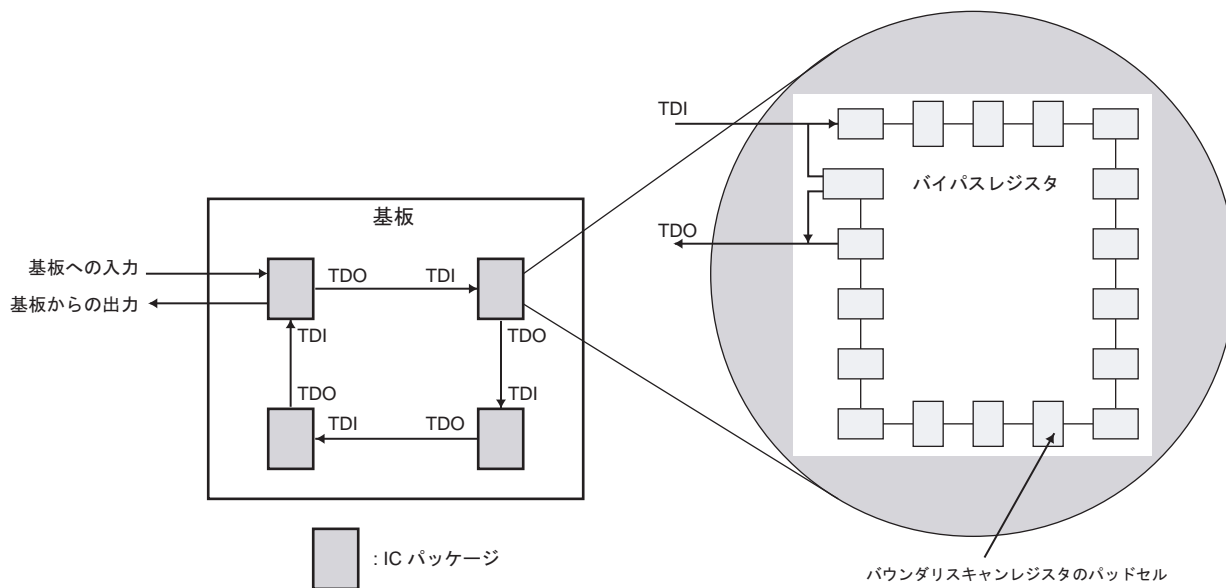 基板
基板への入力
基板からの出力
TDO
TDI
TDI
TDO
TDO
TDI
TDI
TDO
: IC パッケージ
TDI
バイパスレジスタ
TDO
バウンダリスキャンレジスタのパッドセル